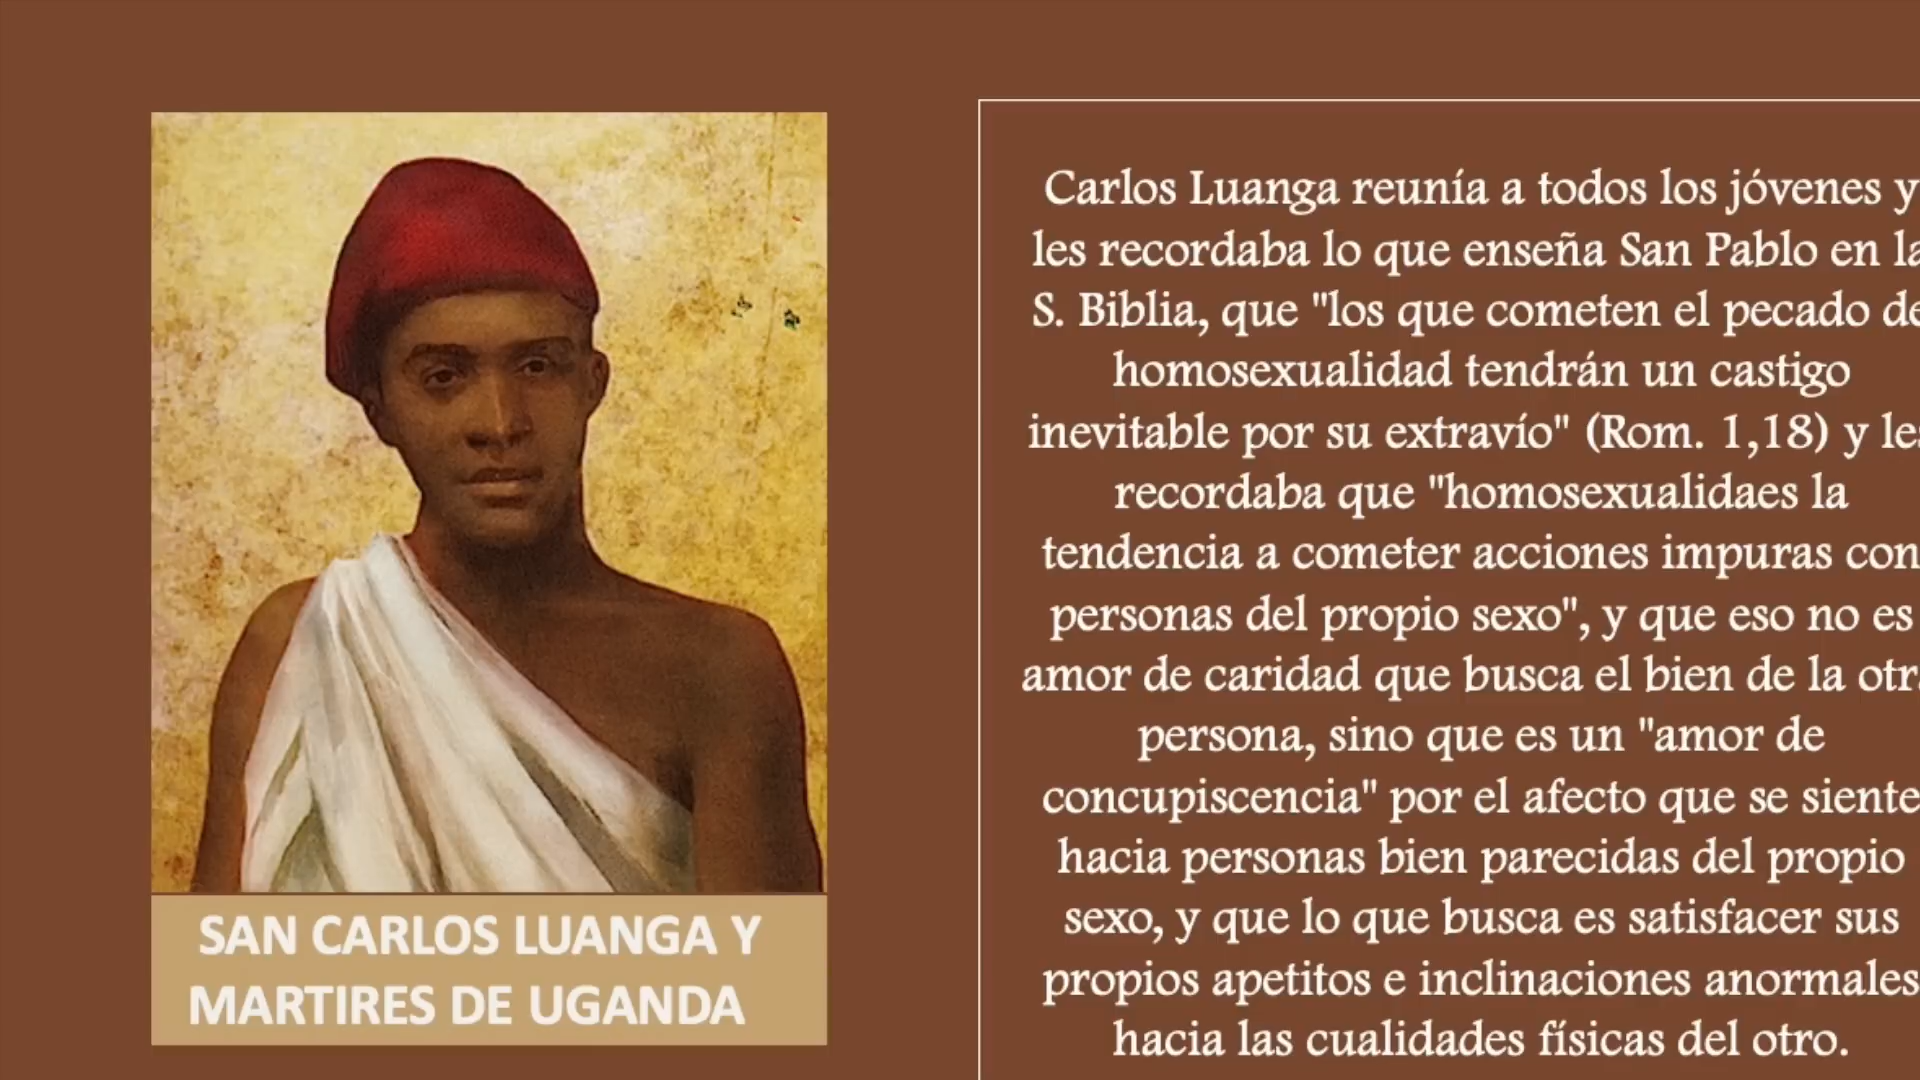 SAN CARLOS LUANGA Y
MARTIRES DE UGANDA
Carlos Luanga reunía a todos los jóvenes y
les recordaba lo que enseña San Pablo en la
S. Biblia, que "los que cometen el pecado de
homosexualidad tendrán un castigo
inevitable por su extravío" (Rom. 1,18) y les
recordaba que "homosexualidaes la
tendencia a cometer acciones impuras con
personas del propio sexo", y que eso no es
amor de caridad que busca el bien de la otra
persona, sino que es un "amor de
concupiscencia" por el afecto que se siente
hacia personas bien parecidas del propio
sexo, y que lo que busca es satisfacer sus
propios apetitos e inclinaciones anormales
hacia las cualidades físicas del otro.